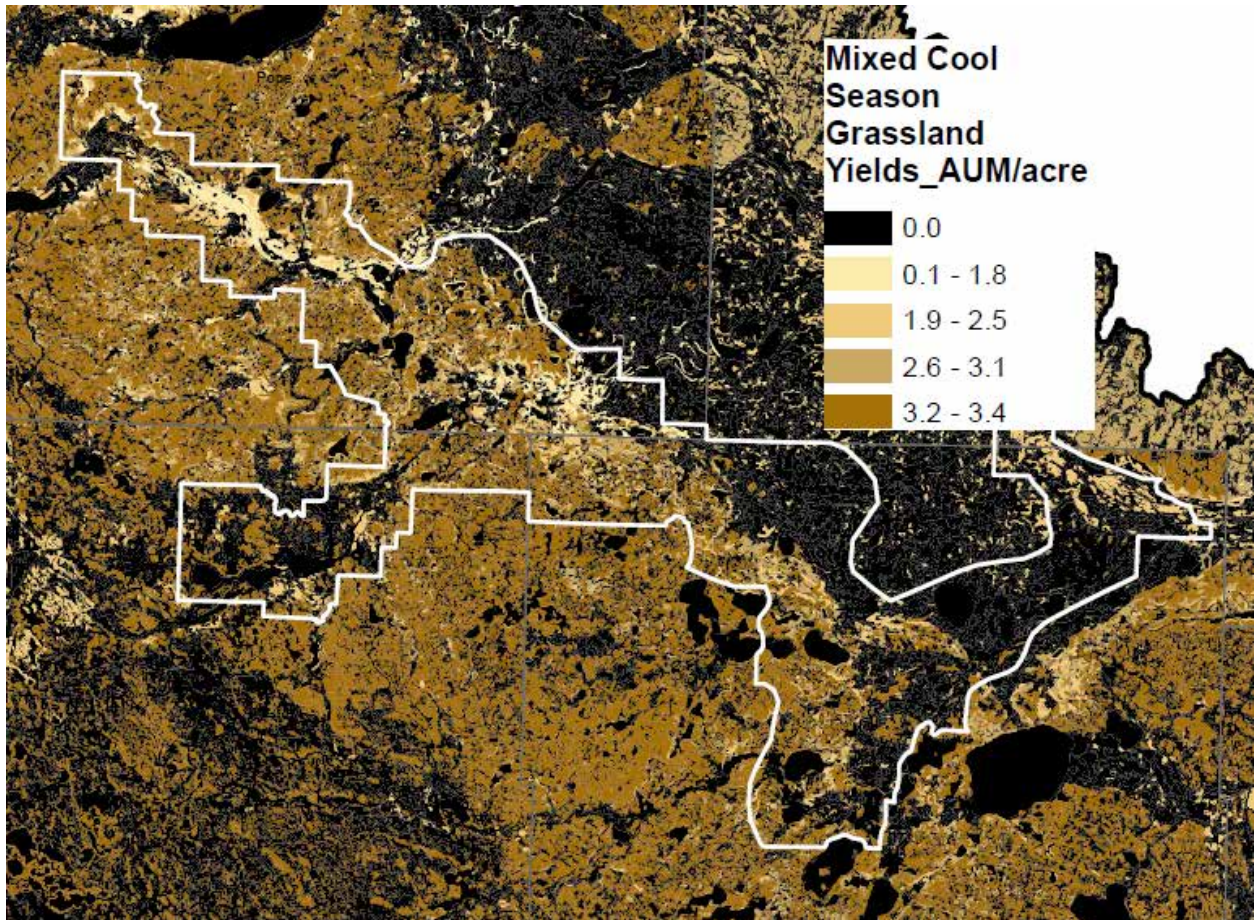 Pope
Mixed Cool
Season
Grassland
Yields_AUM/acre
0.0
0.1 - 1.8
1.9 - 2.5
2.6 - 3.1
3.2 - 3.4